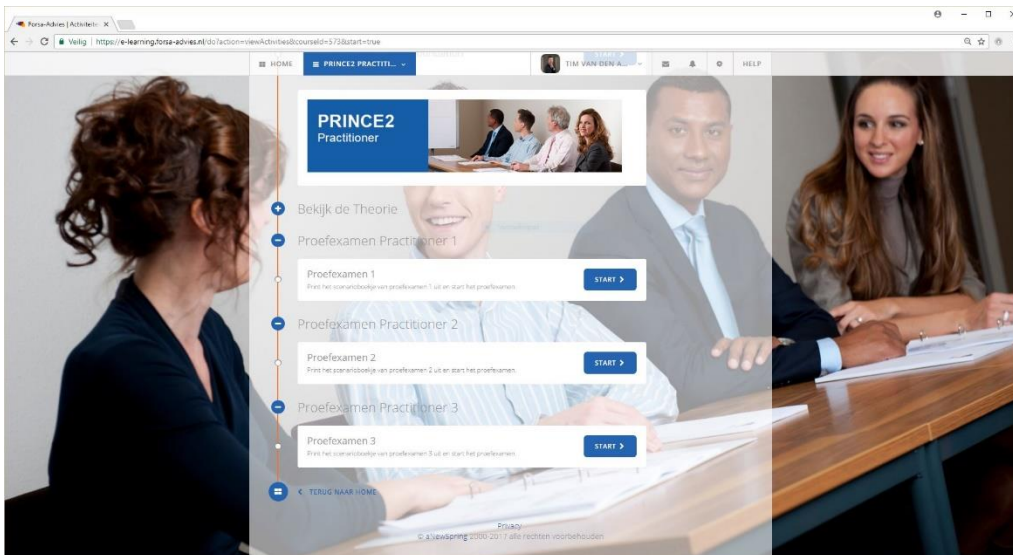 Forsa-Advies | Activiteite
Veilig | https://e-learning.forsa-advies.nl/do?action=viewActivities&courseId=573&start=true
HOME
PRINCE2 PRACTITI...
START
TIM VAN DEN A...
HELP
PRINCE2
Practitioner
Bekijk de Theorie
Proefexamen Practitioner 1
Proefexamen 1
START
Print het scenarioboekje van proefexamen 1 uit en start het proefexamen.
Proefexamen Practitioner 2
Proefexamen 2
START
Print het scenarioboekje van proefexamen 2 uit en start het proefexamen.
Proefexamen Practitioner 3
Proefexamen 3
START
Print het scenarioboekje van proefexamen 3 uit en start het proefexamen.
TERUG NAAR HOME
Privacy
© aNewSpring 2000-2017 alle rechten voorbehouden